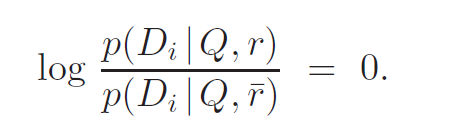 log p(D_i | Q, r) / p(D_i | Q, r̄) = 0.